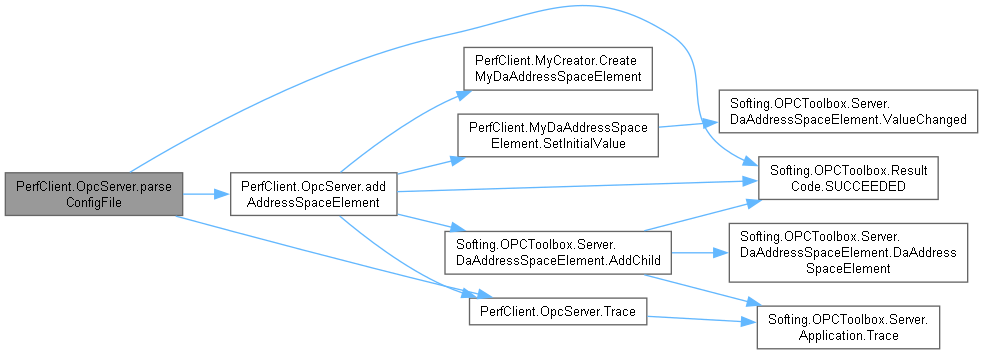 PerfClient.OpcServer.parse
ConfigFile
PerfClient.OpcServer.add
AddressSpaceElement
PerfClient.MyCreator.Create
MyDaAddressSpaceElement
PerfClient.MyDaAddressSpace
Element.SetInitialValue
Softing.OPCToolbox.Server.
DaAddressSpaceElement.AddChild
PerfClient.OpcServer.Trace
Softing.OPCToolbox.Server.
DaAddressSpaceElement.ValueChanged
Softing.OPCToolbox.Result
Code.SUCCEEDED
Softing.OPCToolbox.Server.
DaAddressSpaceElement.DaAddress
SpaceElement
Softing.OPCToolbox.Server.
Application.Trace